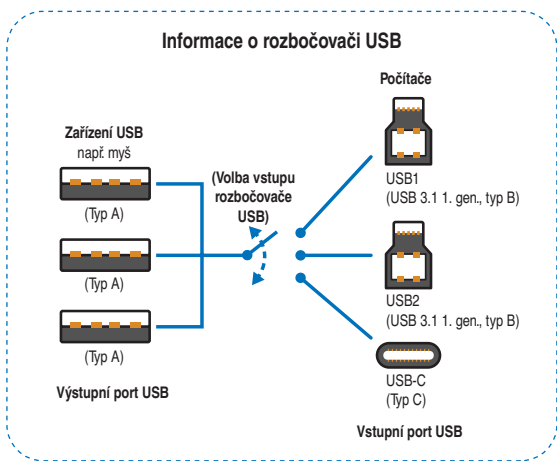 Informace o rozbočovači USB
Počítače
Zařízení USB
např. myš
(Typ A)
(Typ A)
(Typ A)
Výstupní port USB
(Volba vstupu
rozbočovače
USB)
USB1
(USB 3.1 1. gen., typ B)
USB2
(USB 3.1 1. gen., typ B)
USB-C
(Typ C)
Vstupní port USB